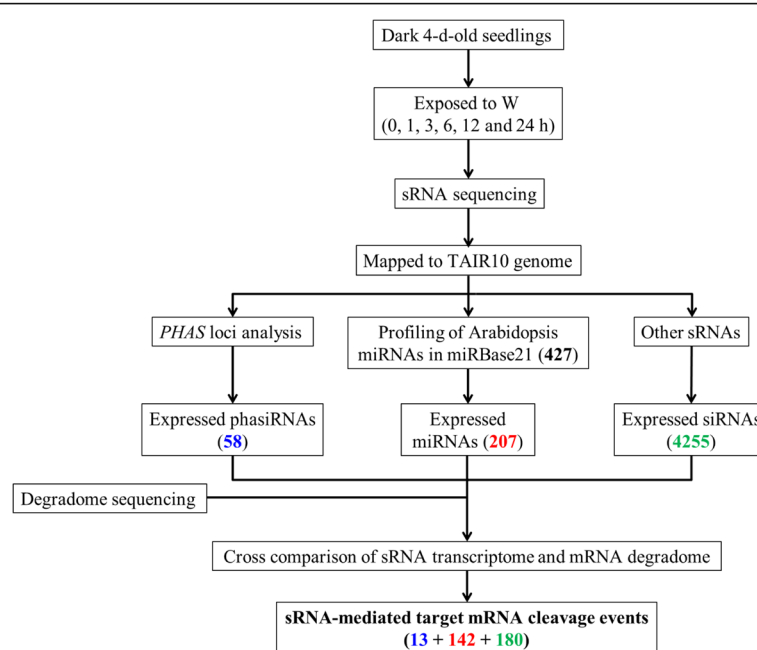 Dark 4-d-old seedlings
Exposed to W
(0, 1, 3, 6, 12 and 24 h)
sRNA sequencing
Mapped to TAIR10 genome
PHAS loci analysis
Profiling of Arabidopsis
miRNAs in miRBase21 (427)
Other sRNAs
Expressed phasiRNAs
(58)
Expressed
miRNAs (207)
Expressed siRNAs
(4255)
Degradome sequencing
Cross comparison of sRNA transcriptome and mRNA degradome
sRNA-mediated target mRNA cleavage events
(13 + 142 + 180)